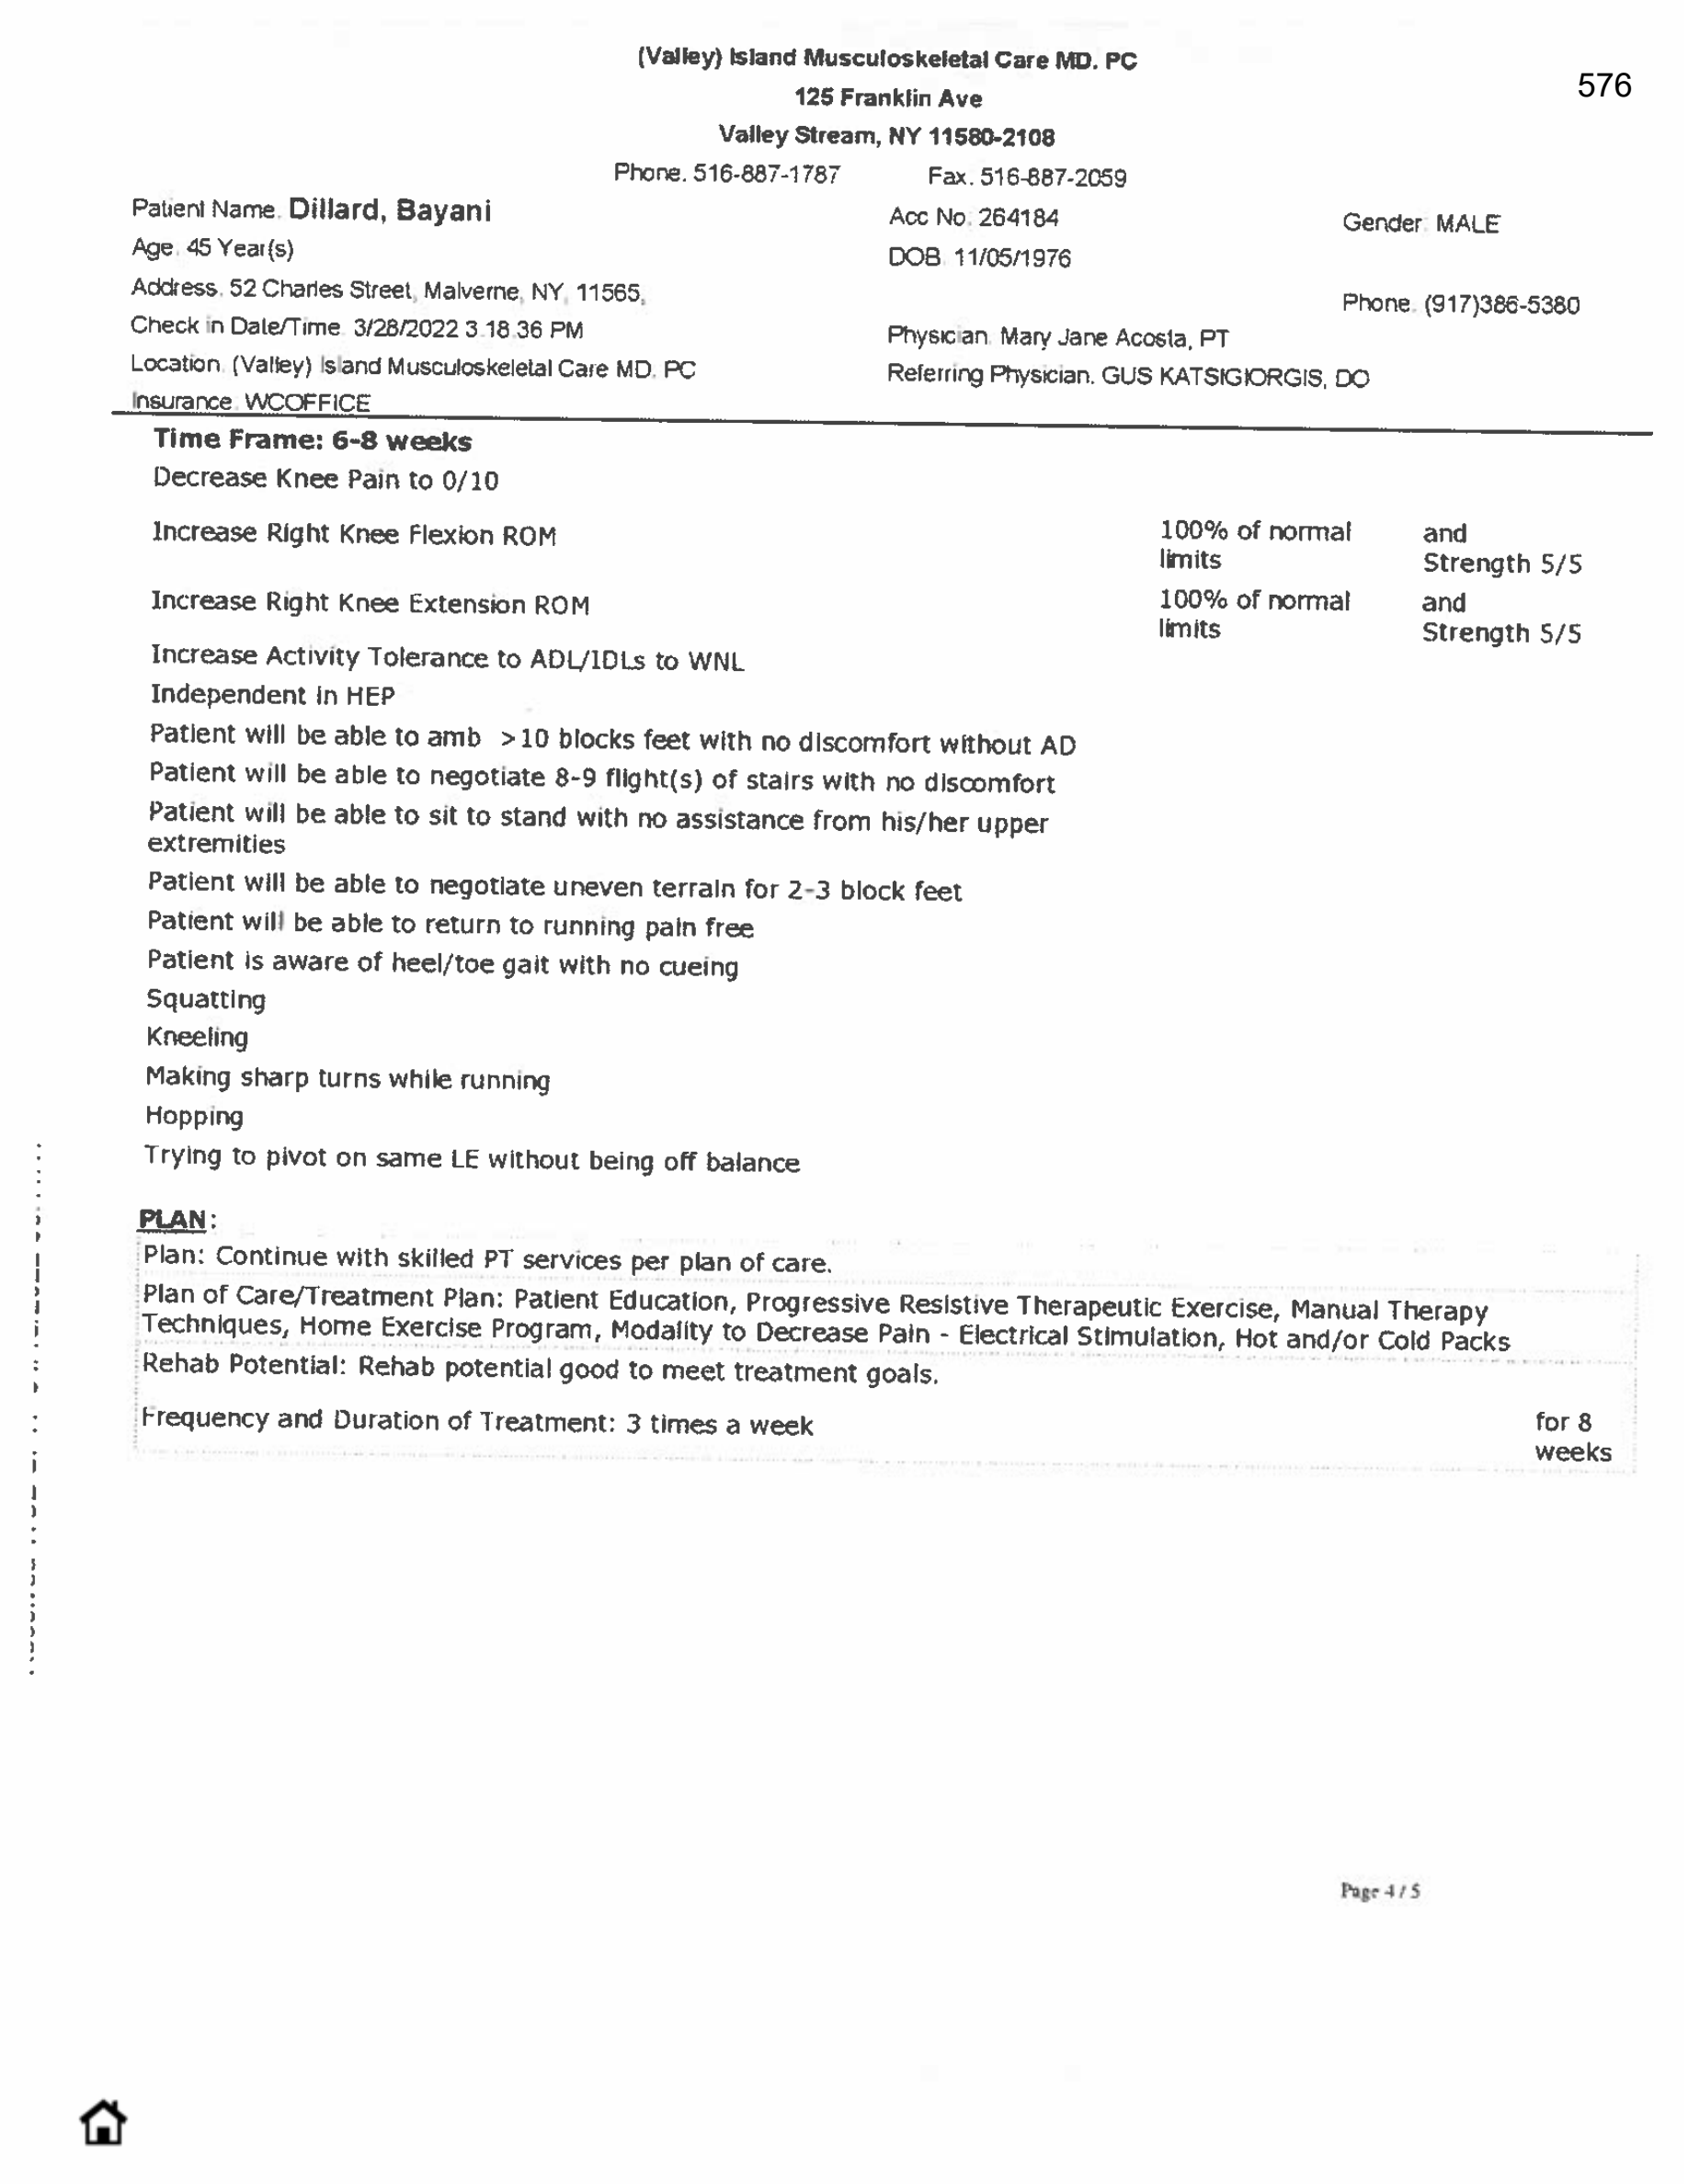 (Valley) Island Musculoskeletal Care MD. PC
576
125 Franklin Ave
Valley Stream, NY 11580-2108
Phone. 516-887-1787 Fax. 516-887-2059
Patient Name. Dillard, Bayani Acc No. 264184 Gender. MALE
Age. 45 Year(s) DOB. 11/05/1976
Address. 52 Charles Street, Malverne, NY, 11565, Phone. (917)386-5380
Check in Date/Time. 3/28/2022 3.18.36 PM Physician. Mary Jane Acosta, PT
Location. (Valley) Island Musculoskeletal Care MD. PC Referring Physician. GUS KATSIGIORGIS, DO
Insurance. WCOFFICE
Time Frame: 6-8 weeks
Decrease Knee Pain to 0/10
Increase Right Knee Flexion ROM 100% of normal and
limits Strength 5/5
Increase Right Knee Extension ROM 100% of normal and
limits Strength 5/5
Increase Activity Tolerance to ADL/IDLs to WNL
Independent in HEP
Patient will be able to amb >10 blocks feet with no discomfort without AD
Patient will be able to negotiate 8-9 flight(s) of stairs with no discomfort
Patient will be able to sit to stand with no assistance from his/her upper
extremities
Patient will be able to negotiate uneven terrain for 2-3 block feet
Patient will be able to return to running pain free
Patient is aware of heel/toe gait with no cueing
Squatting
Kneeling
Making sharp turns while running
Hopping
Trying to pivot on same LE without being off balance
PLAN:
Plan: Continue with skilled PT services per plan of care.
Plan of Care/Treatment Plan: Patient Education, Progressive Resistive Therapeutic Exercise, Manual Therapy
Techniques, Home Exercise Program, Modality to Decrease Pain - Electrical Stimulation, Hot and/or Cold Packs
Rehab Potential: Rehab potential good to meet treatment goals.
Frequency and Duration of Treatment: 3 times a week for 8
weeks
Page 4 / 5